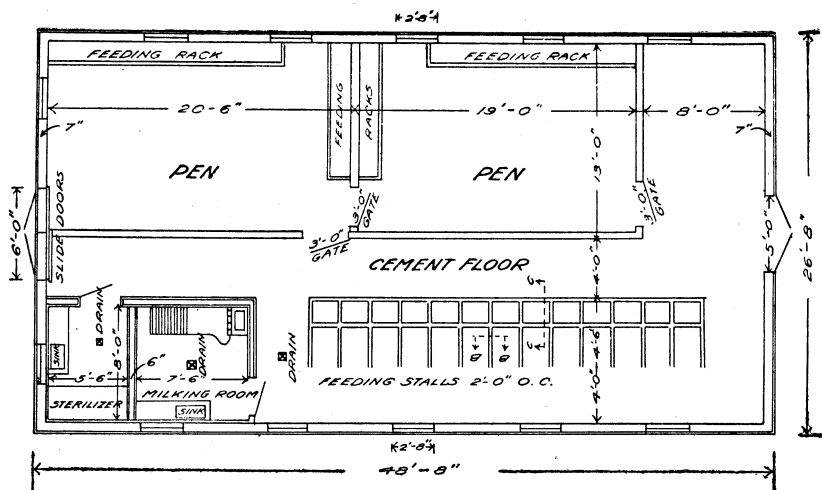 2'-8"
FEEDING RACK
FEEDING RACK
20-6"
FEEDING
RACKS
19'-0"
8'-0"
7"
7"
PEN
PEN
13'-0"
3'-0"
GATE
3'-0"
GATE
6'-0"
SLIDE DOORS
3'-0"
GATE
CEMENT FLOOR
4'-0"
5'-0"
26'-8"
C
C
B
B
DRAIN
8'-0"
DRAIN
DRAIN
SINK
5'-6"
6"
7'-6"
4'-6"
4'-0"
FEEDING STALLS 2'-0" O.C.
STERILIZER
MILKING ROOM
SINK
2'-8"
48'-8"